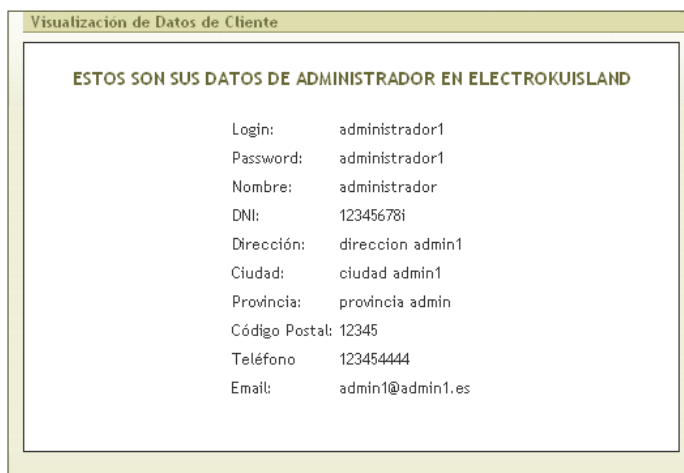 Visualización de Datos de Cliente
ESTOS SON SUS DATOS DE ADMINISTRADOR EN ELECTROKUISLAND
Login: administrador1
Password: administrador1
Nombre: administrador
DNI: 12345678i
Dirección: direccion admin1
Ciudad: ciudad admin1
Provincia: provincia admin
Código Postal: 12345
Teléfono 123454444
Email: admin1@admin1.es